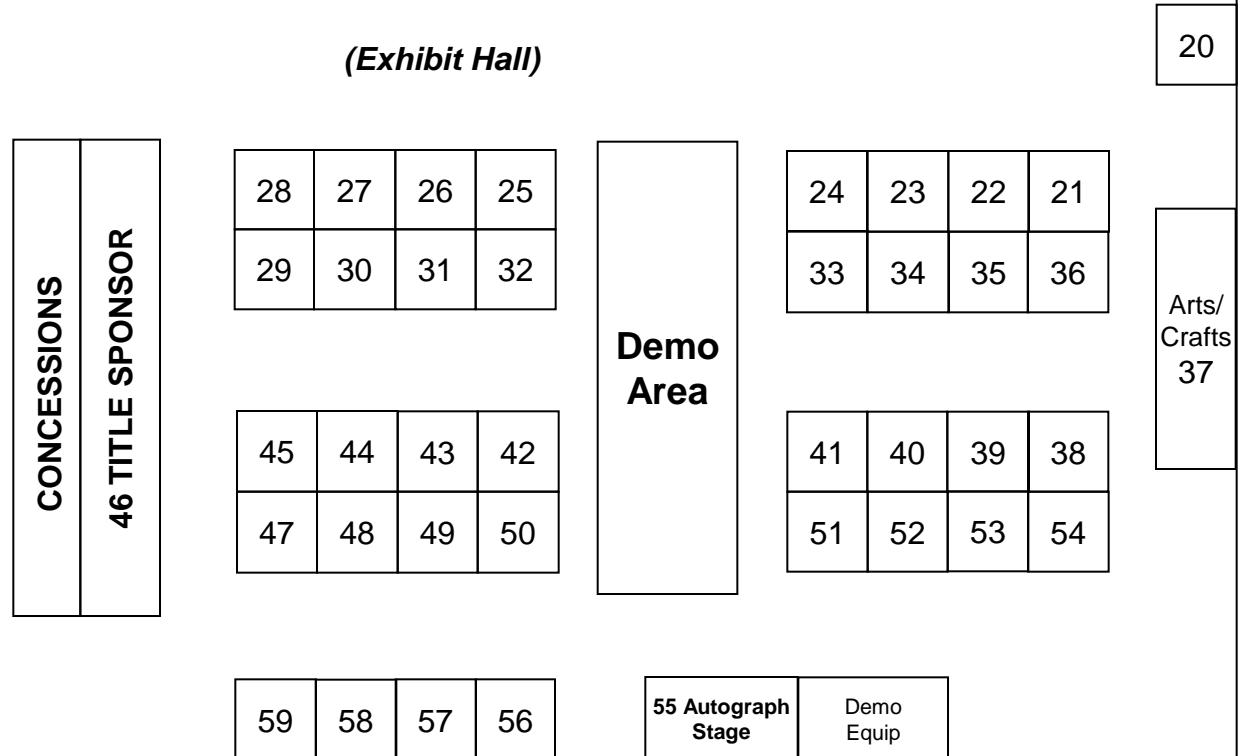 20
(Exhibit Hall)
28 27 26 25
24 23 22 21
29 30 31 32
33 34 35 36
CONCESSIONS
46 TITLE SPONSOR
Demo
Area
Arts/
Crafts
37
45 44 43 42
41 40 39 38
47 48 49 50
51 52 53 54
59 58 57 56
55 Autograph
Stage
Demo
Equip